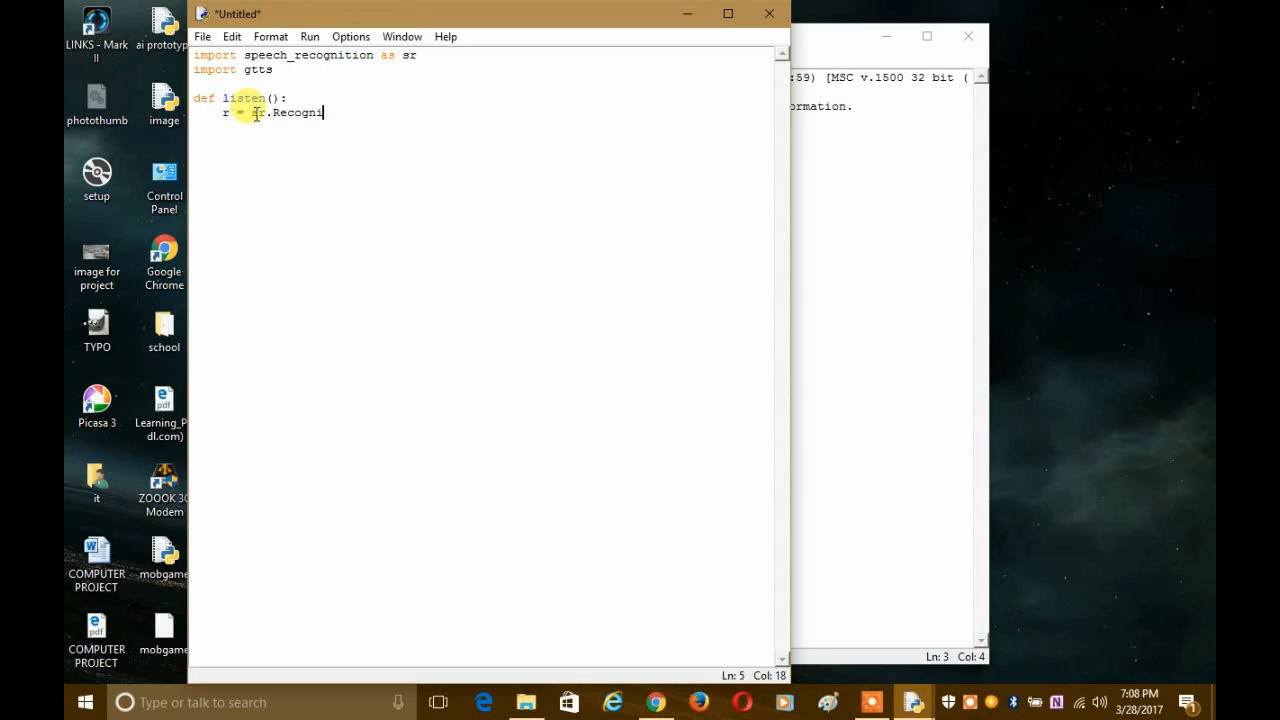 LINKS - Mark II
ai prototyp
photothumb
image
setup
Control Panel
image for project
Google Chrome
TYPO
school
Picasa 3
Learning_P
dl.com)
it
ZOOOK 3G Modem
COMPUTER PROJECT
mobgame
COMPUTER PROJECT
mobgame
*Untitled*
File Edit Format Run Options Window Help
import speech_recognition as sr
import gtts
def listen():
r = sr.Recogni
Ln: 5 Col: 18
:59) [MSC v.1500 32 bit (
ormation.
Ln: 3 Col: 4
Type or talk to search
7:08 PM
3/28/2017
1